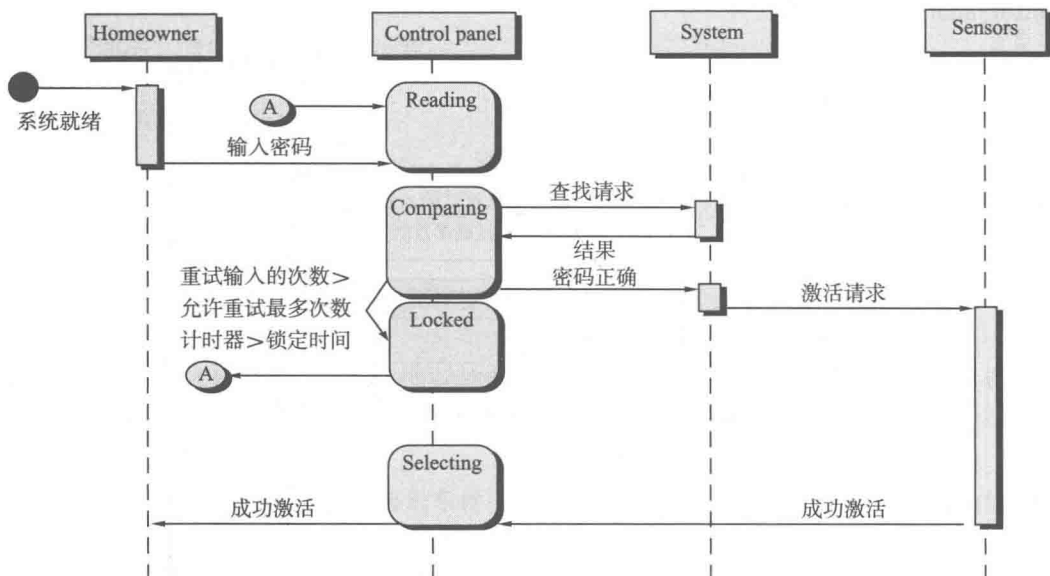 Homeowner
Control panel
System
Sensors
系统就绪
A
Reading
输入密码
Comparing
查找请求
结果
密码正确
激活请求
重试输入的次数>
允许重试最多次数
计时器>锁定时间
Locked
A
Selecting
成功激活
成功激活